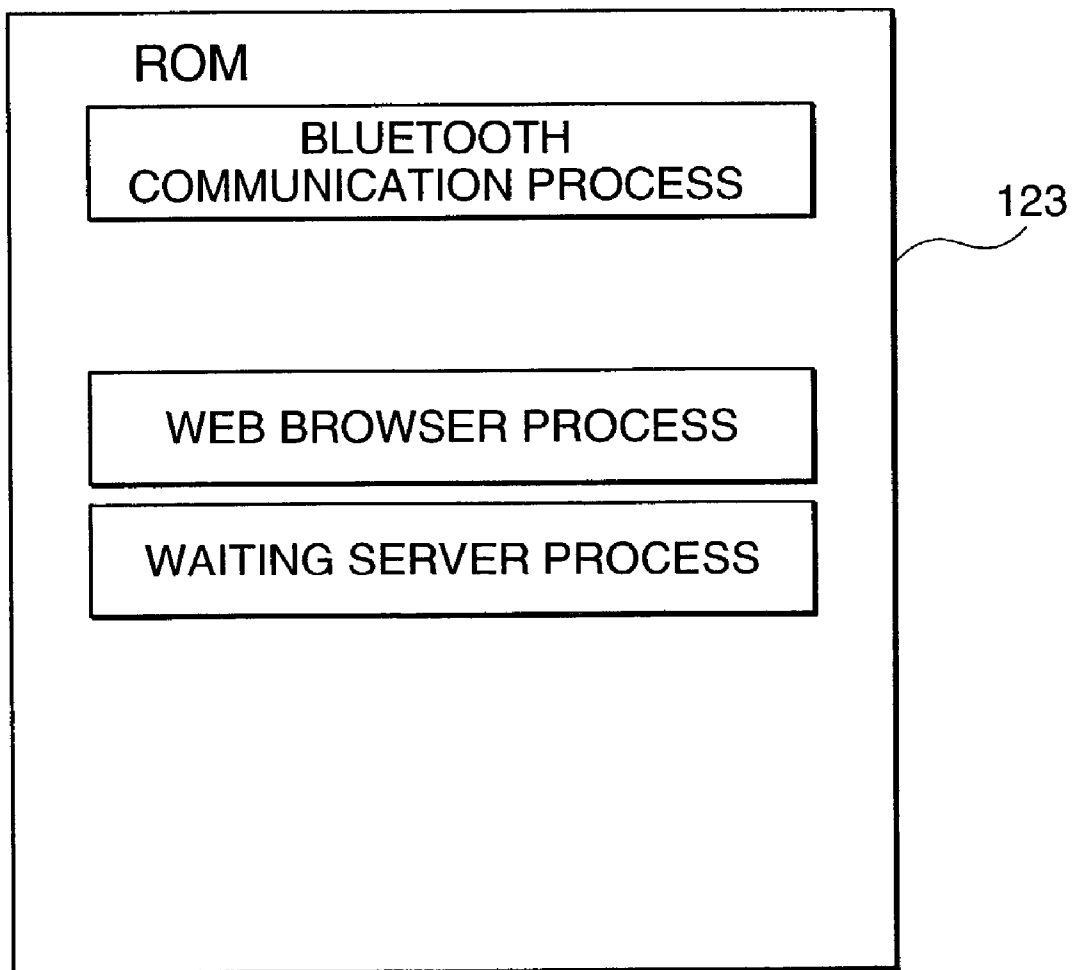 ROM
BLUETOOTH
COMMUNICATION PROCESS
123
WEB BROWSER PROCESS
WAITING SERVER PROCESS